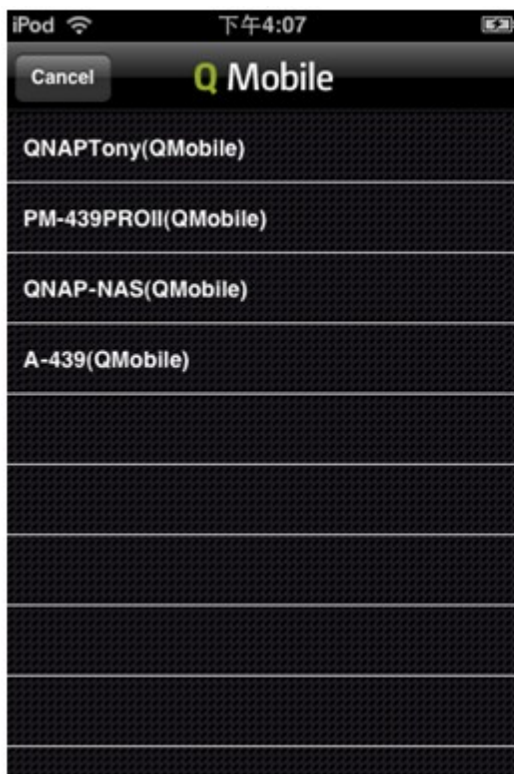 iPod 下午4:07
Cancel Q Mobile
QNAPTony(QMobile)
PM-439PROII(QMobile)
QNAP-NAS(QMobile)
A-439(QMobile)